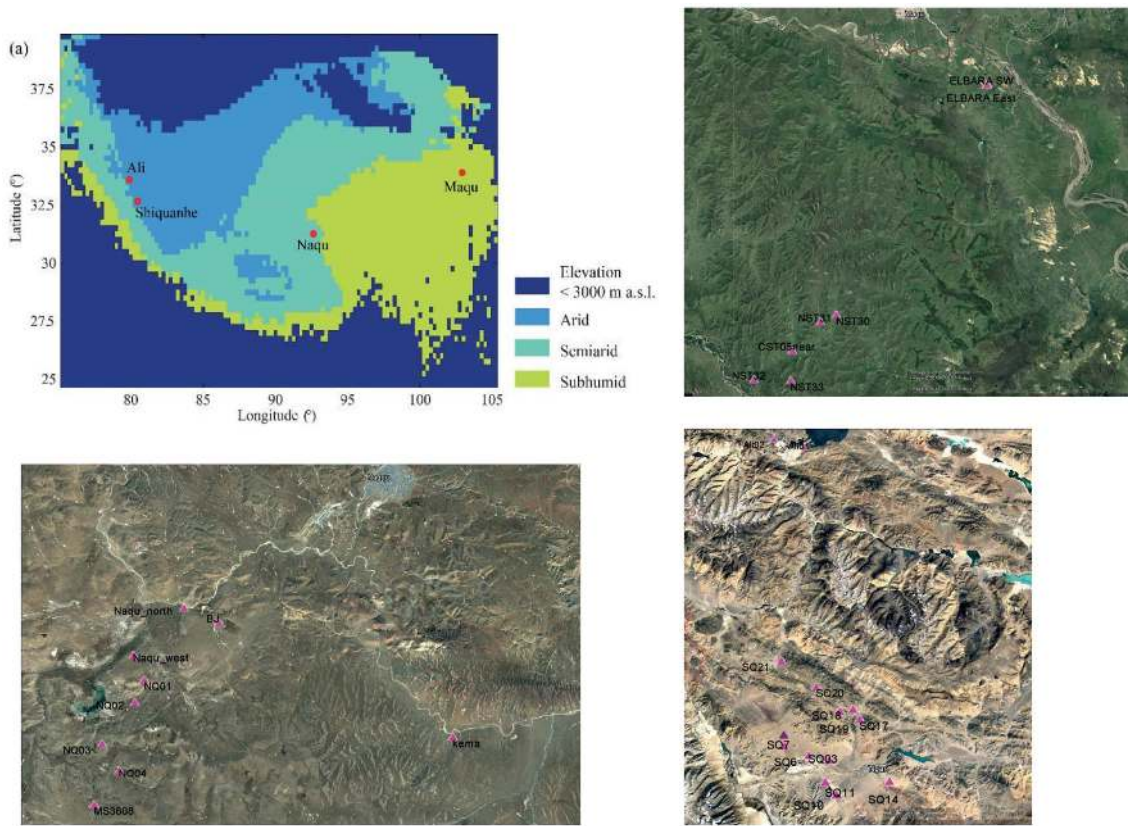 (a)
37.5
35
32.5
30
27.5
25
Latitude (°)
Ali
Shiquanhe
Naqu
Maqu
80
85
90
95
100
105
Longitude (°)
Elevation
< 3000 m a.s.l.
Arid
Semiarid
Subhumid
ELBARA SW
ELBARA East
NST31
NST30
CST05near
NST32
NST33
Naqu_north
BJ
Naqu_west
NQ01
NQ02
NQ03
NQ04
MS3608
kema
Ali02
SQ21
SQ20
SQ18
SQ17
SQ19
SQ7
SQ6
SQ03
SQ11
SQ10
SQ14